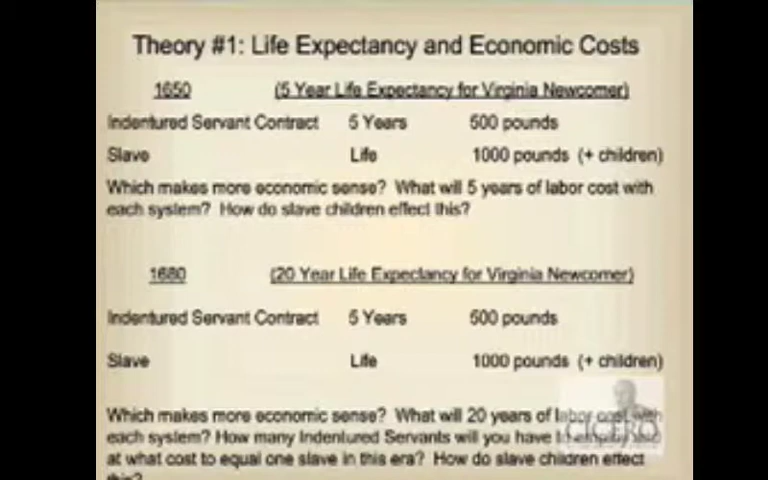 Theory #1: Life Expectancy and Economic Costs
1650 (5 Year Life Expectancy for Virginia Newcomer)
Indentured Servant Contract 5 Years 500 pounds
Slave Life 1000 pounds (+ children)
Which makes more economic sense? What will 5 years of labor cost with
each system? How do slave children effect this?
1680 (20 Year Life Expectancy for Virginia Newcomer)
Indentured Servant Contract 5 Years 500 pounds
Slave Life 1000 pounds (+ children)
Which makes more economic sense? What will 20 years of labor cost with
each system? How many Indentured Servants will you have to
at what cost to equal one slave in this era? How do slave children effect
this?
CICERO